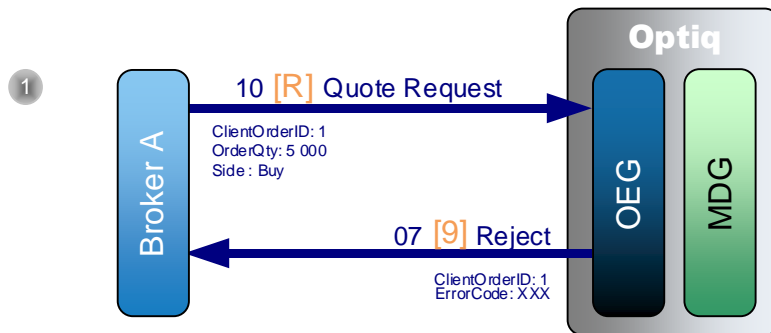 Optiq
1
10 [R] Quote Request
ClientOrderID: 1
OrderQty: 5 000
Side : Buy
Broker A
OEG
MDG
07 [9] Reject
ClientOrderID: 1
ErrorCode: XXX